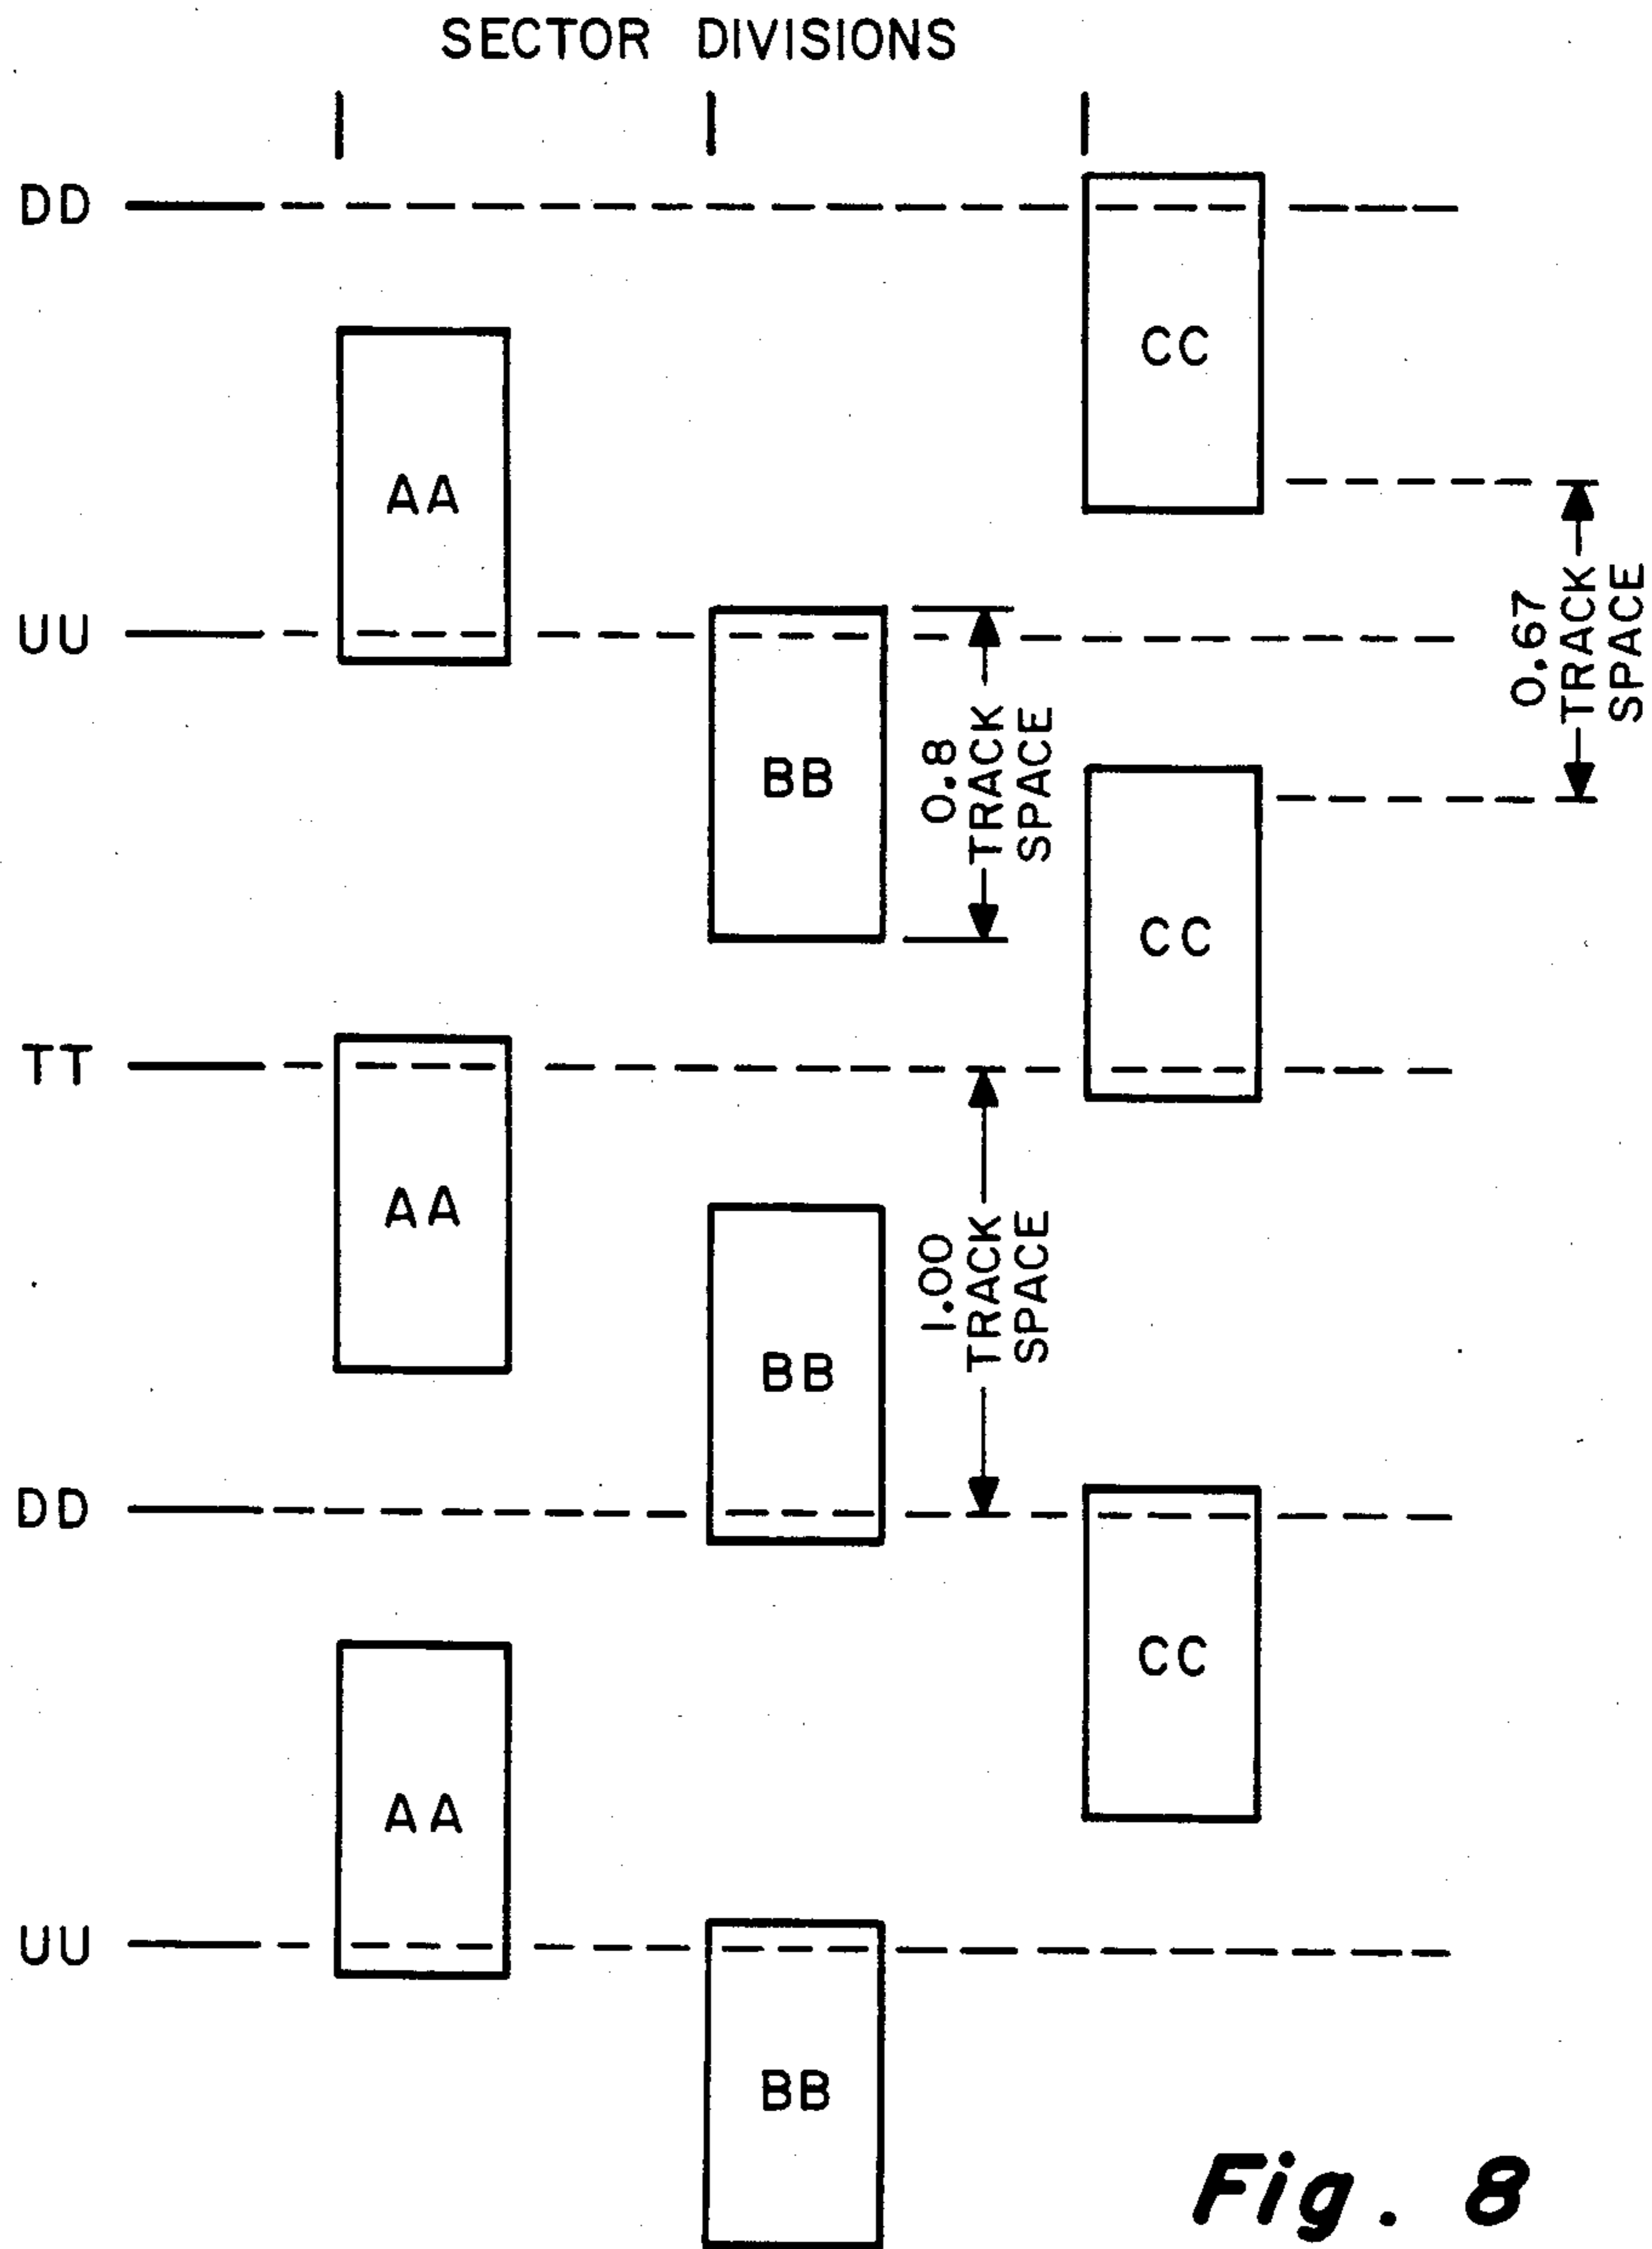 SECTOR DIVISIONS
DD
CC
AA
UU
0.67
TRACK
SPACE
BB
0.8
TRACK
SPACE
CC
TT
AA
1.00
TRACK
SPACE
BB
DD
CC
AA
UU
BB
Fig. 8